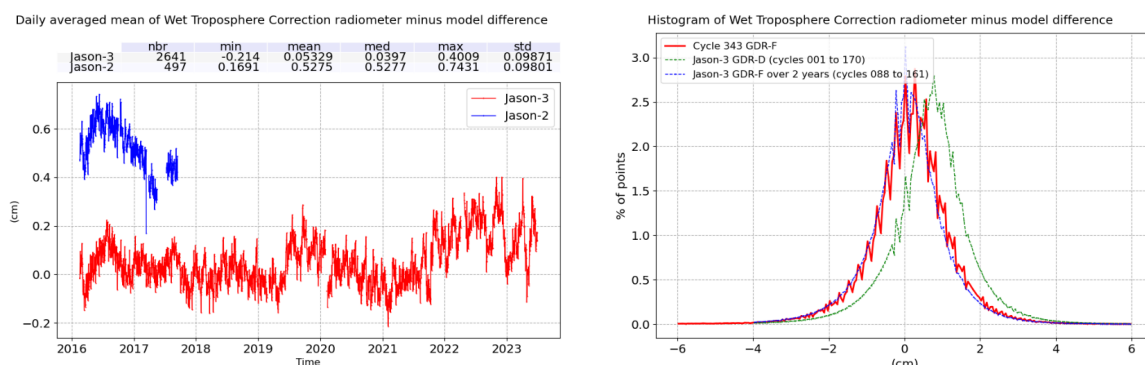 Daily averaged mean of Wet Troposphere Correction radiometer minus model difference
nbr min mean med max std
Jason-3 2641 -0.214 0.05329 0.0397 0.4009 0.09871
Jason-2 497 0.1691 0.5275 0.5277 0.7431 0.09801
Jason-3
Jason-2
0.6
0.4
0.2
0.0
−0.2
(cm)
2016 2017 2018 2019 2020 2021 2022 2023
Time
Histogram of Wet Troposphere Correction radiometer minus model difference
Cycle 343 GDR-F
Jason-3 GDR-D (cycles 001 to 170)
Jason-3 GDR-F over 2 years (cycles 088 to 161)
3.0
2.5
2.0
1.5
1.0
0.5
0.0
% of points
−6 −4 −2 0 2 4 6
(cm)